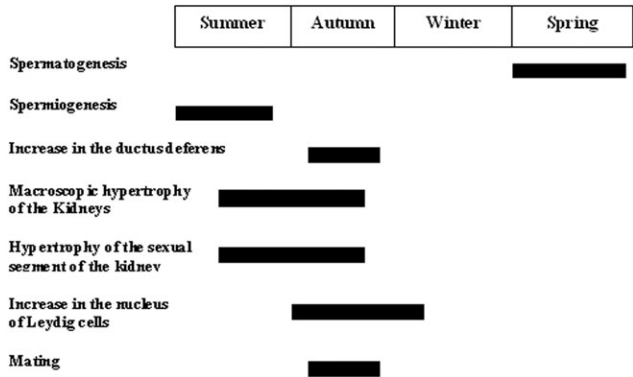 Summer Autumn Winter Spring
Spermatogenesis
Spermiogenesis
Increase in the ductus deferens
Macroscopic hypertrophy
of the Kidneys
Hypertrophy of the sexual
segment of the kidney
Increase in the nucleus
of Leydig cells
Mating